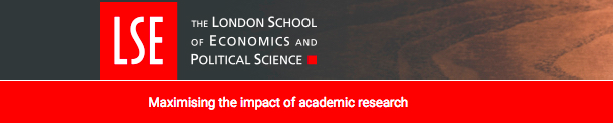 LSE
THE LONDON SCHOOL
OF ECONOMICS AND
POLITICAL SCIENCE
Maximising the impact of academic research